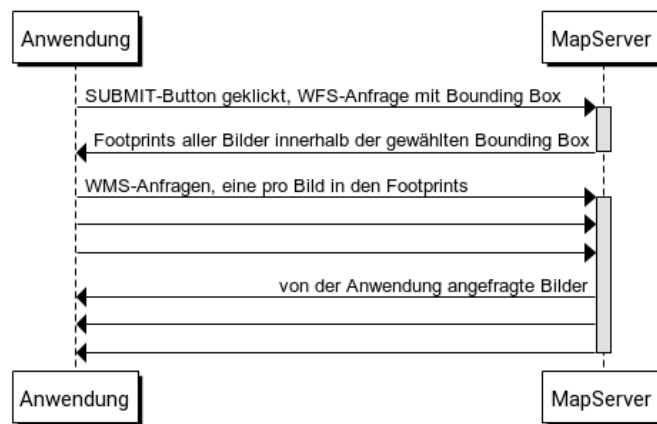 Anwendung
MapServer
SUBMIT-Button geklickt, WFS-Anfrage mit Bounding Box
Footprints aller Bilder innerhalb der gewählten Bounding Box
WMS-Anfragen, eine pro Bild in den Footprints
von der Anwendung angefragte Bilder
Anwendung
MapServer